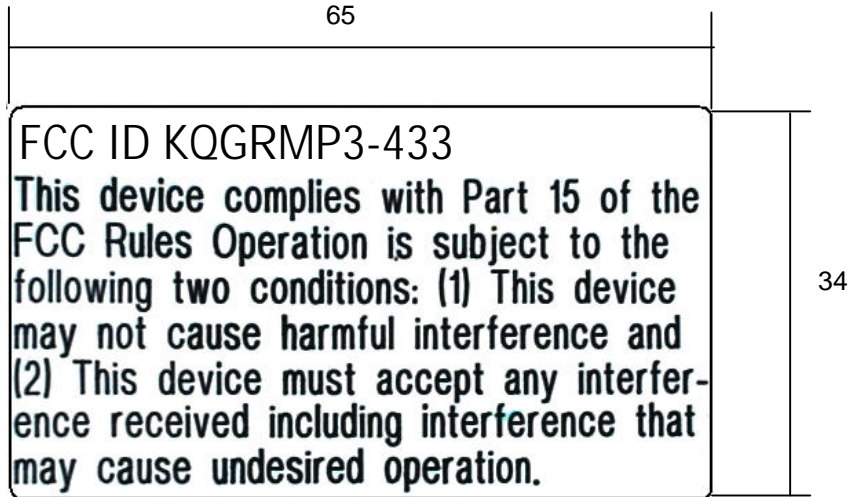 65
FCC ID KQGRMP3-433
This device complies with Part 15 of the
FCC Rules Operation is subject to the
following two conditions: (1) This device
may not cause harmful interference and
(2) This device must accept any interfer-
ence received including interference that
may cause undesired operation.
34